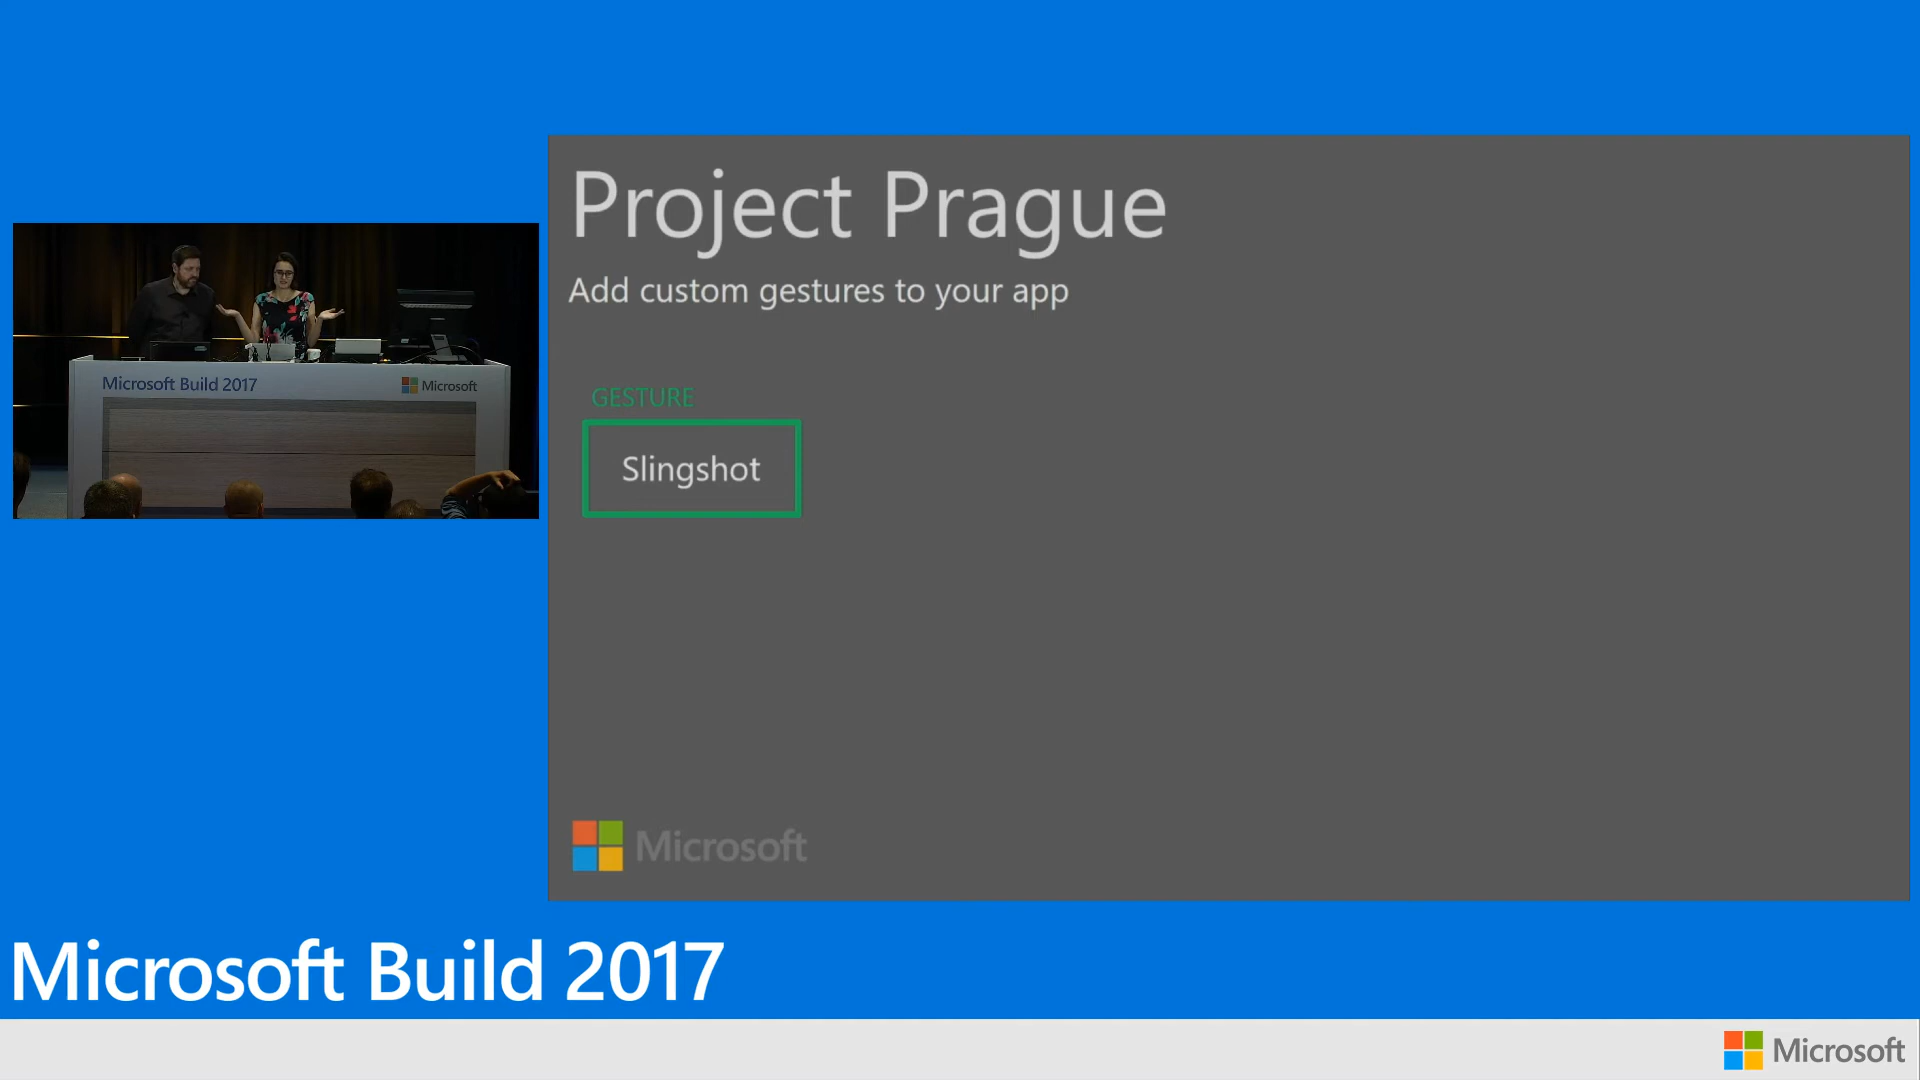 Project Prague
Add custom gestures to your app
GESTURE
Slingshot
Microsoft
Microsoft Build 2017
Microsoft
Microsoft Build 2017
Microsoft